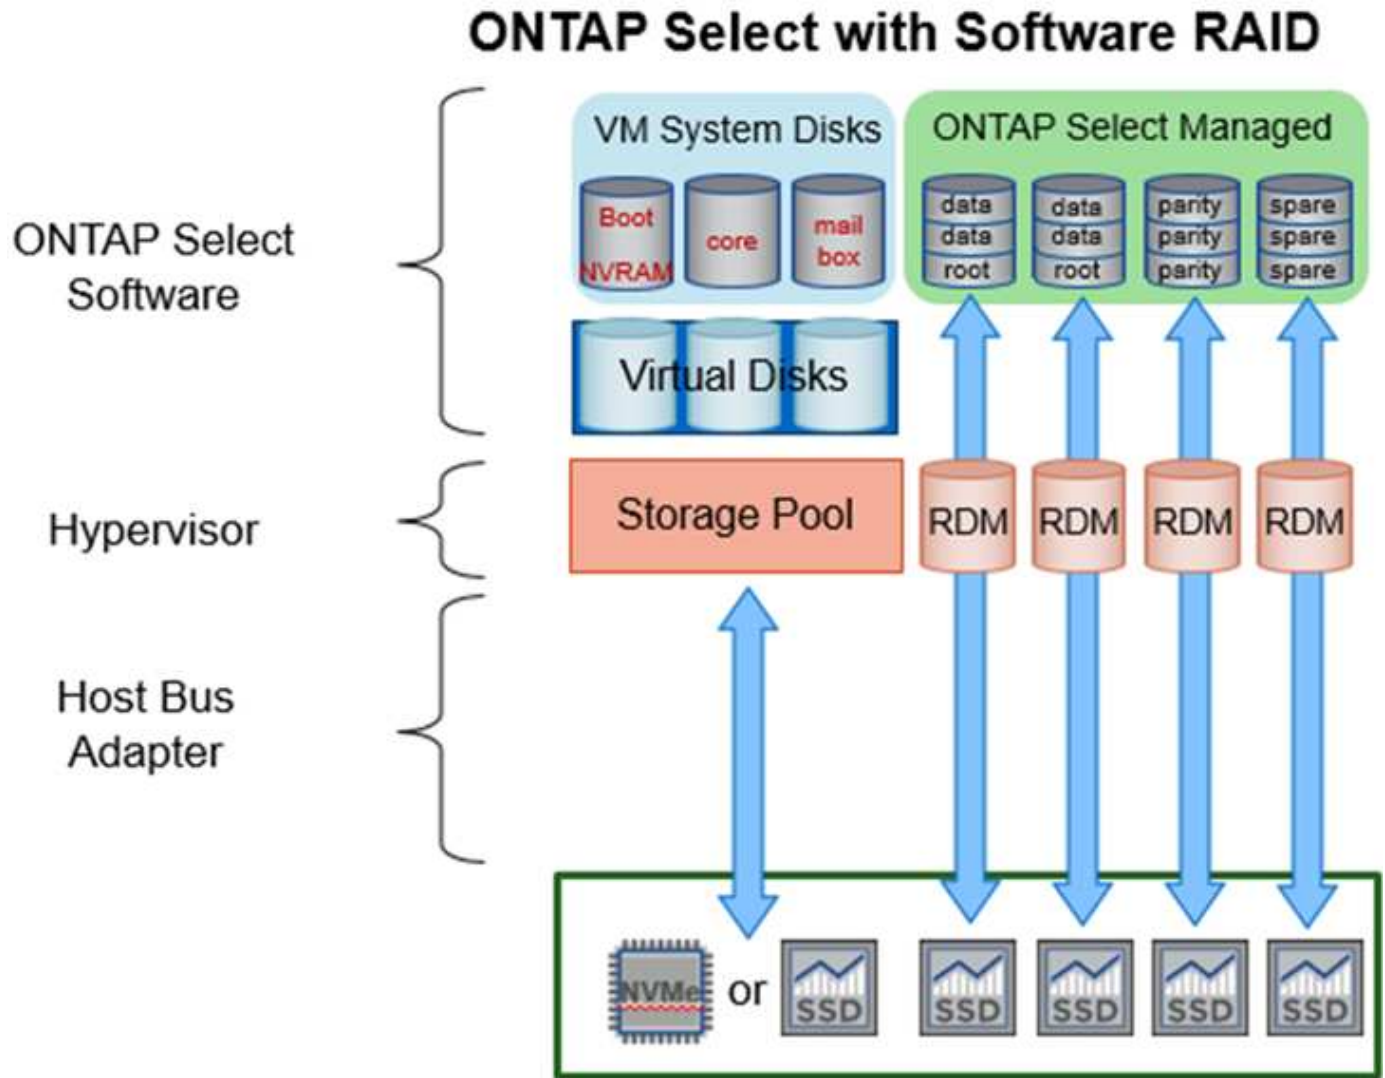 ONTAP Select with Software RAID
VM System Disks
ONTAP Select Managed
Boot
NVRAM
core
mail
box
data
data
root
data
data
root
parity
parity
parity
spare
spare
spare
ONTAP Select
Software
Virtual Disks
Hypervisor
Storage Pool
RDM
RDM
RDM
RDM
Host Bus
Adapter
NVMe
or
SSD
SSD
SSD
SSD
SSD